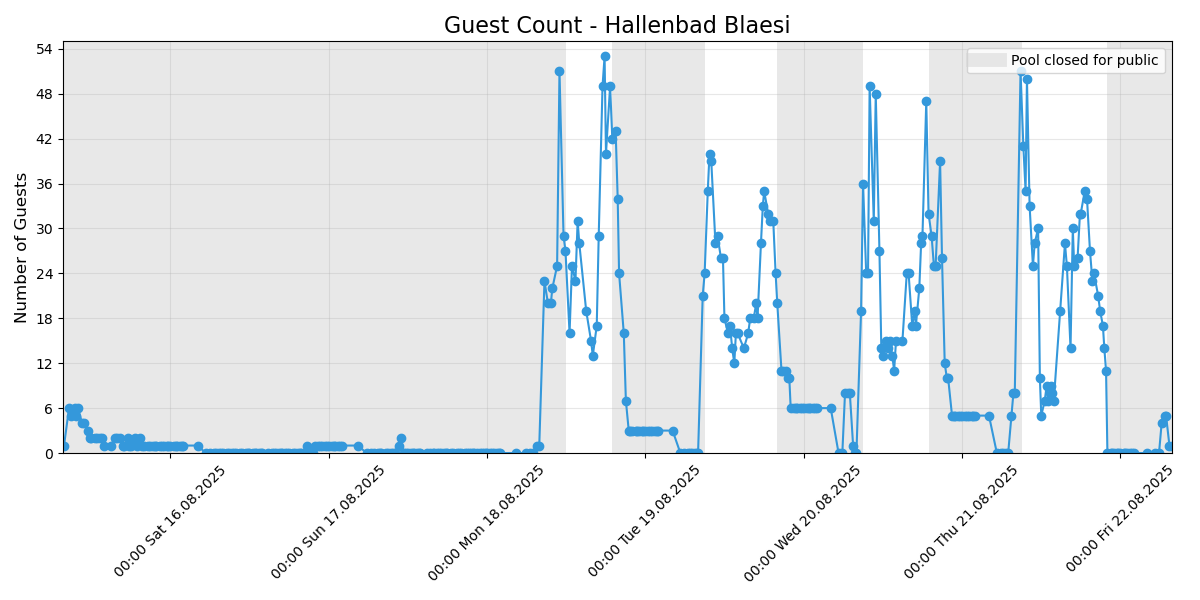 Guest Count - Hallenbad Blaesi
Pool closed for public
Number of Guests
54
48
42
36
30
24
18
12
6
0
00:00 Sat 16.08.2025
00:00 Sun 17.08.2025
00:00 Mon 18.08.2025
00:00 Tue 19.08.2025
00:00 Wed 20.08.2025
00:00 Thu 21.08.2025
00:00 Fri 22.08.2025